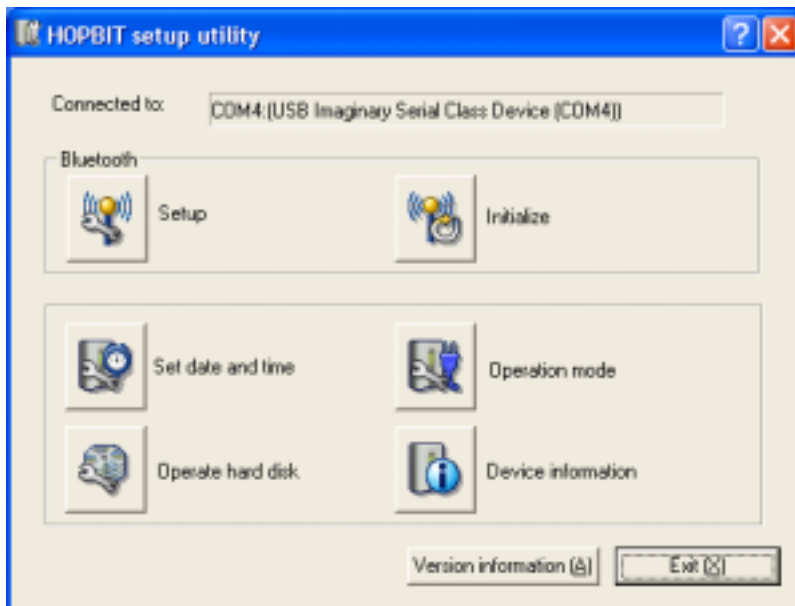 HOPBIT setup utility
Connected to: COM4:(USB Imaginary Serial Class Device (COM4))
Bluetooth
Setup Initialize
Set date and time Operation mode
Operate hard disk Device information
Version information (A) Exit (X)